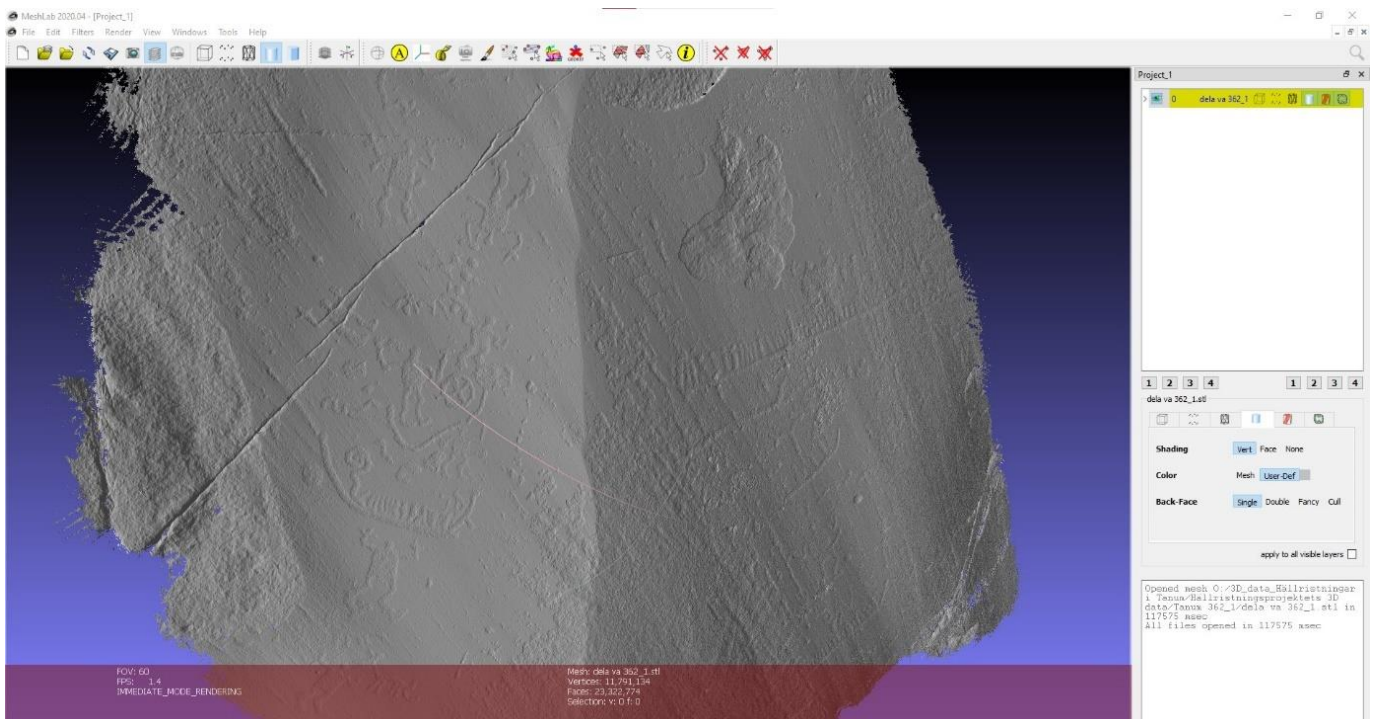 MeshLab 2020.04 - [Project_1]
File Edit Filters Render View Windows Tools Help
A
i
Project_1
0 dela va 362_1
1 2 3 4 1 2 3 4
dela va 362_1.stl
Shading Vert Face None
Color Mesh User-Def
Back-Face Single Double Fancy Cull
apply to all visible layers
Opened mesh O:/3D_data_Hällristningar
i Tanum/Hällristningsprojektets 3D
data/Tanum 362_1/dela va 362_1.stl in
117575 msec
All files opened in 117575 msec
FOV: 60
FPS: 1.4
IMMEDIATE_MODE_RENDERING
Mesh: dela va 362_1.stl
Vertices: 11,791,134
Faces: 23,322,774
Selection: v: 0 f: 0